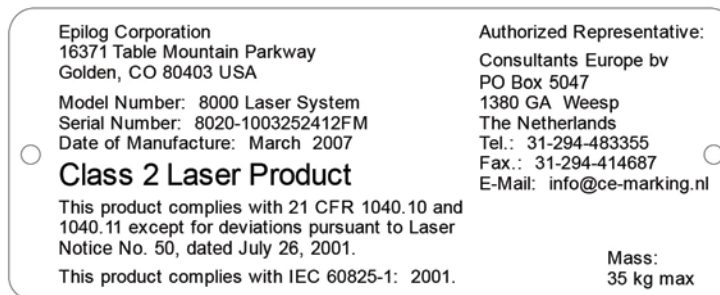 Epilog Corporation
16371 Table Mountain Parkway
Golden, CO 80403 USA
Model Number: 8000 Laser System
Serial Number: 8020-1003252412FM
Date of Manufacture: March 2007
Class 2 Laser Product
This product complies with 21 CFR 1040.10 and
1040.11 except for deviations pursuant to Laser
Notice No. 50, dated July 26, 2001.
This product complies with IEC 60825-1: 2001.
Authorized Representative:
Consultants Europe bv
PO Box 5047
1380 GA Weesp
The Netherlands
Tel.: 31-294-483355
Fax.: 31-294-414687
E-Mail: info@ce-marking.nl
Mass:
35 kg max